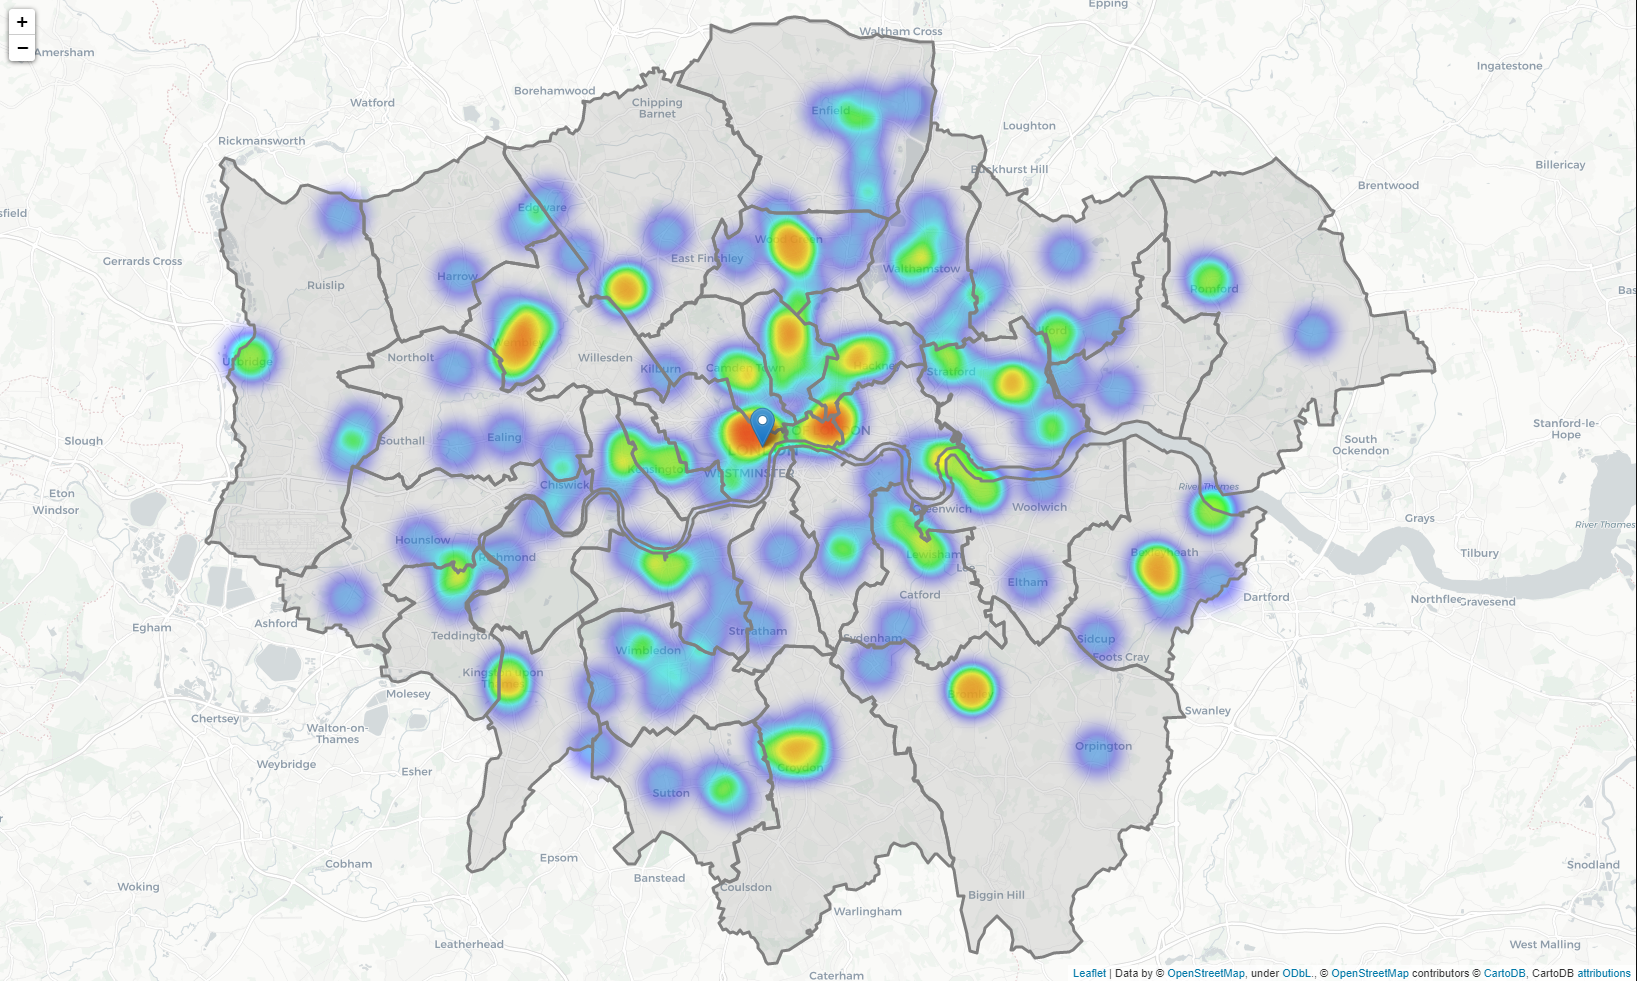 +
−
Epping
Waltham Cross
Amersham
Ingatestone
Borehamwood
Watford
Chipping
Barnet
Enfield
Loughton
Rickmansworth
Billericay
Buckhurst Hill
Brentwood
Edgware
sfield
Wood Green
East Finchley
Gerrards Cross
Walthamstow
Harrow
Ruislip
Romford
Bas
Ilford
Northolt
Willesden
Uxbridge
Kilburn
Camden Town
Hackney
Stratford
Stanford-le-
Hope
Slough
Southall
Ealing
South
Ockendon
LONDON
Kensington
WESTMINSTER
Chiswick
River Thames
Eton
Windsor
Greenwich
Woolwich
Grays
River Thames
Hounslow
Richmond
Lewisham
Bexleyheath
Tilbury
Lee
Eltham
Catford
Dartford
Northfleet
Gravesend
Ashford
Egham
Teddington
Streatham
Sydenham
Sidcup
Wimbledon
Foots Cray
Kingston upon
Thames
Molesey
Bromley
Swanley
Chertsey
Walton-on-
Thames
Orpington
Weybridge
Esher
Croydon
Sutton
Epsom
Cobham
Snodland
Banstead
Woking
Coulsdon
Biggin Hill
Warlingham
Leatherhead
West Malling
Caterham
Leaflet | Data by © OpenStreetMap, under ODbL., © OpenStreetMap contributors © CartoDB, CartoDB attributions